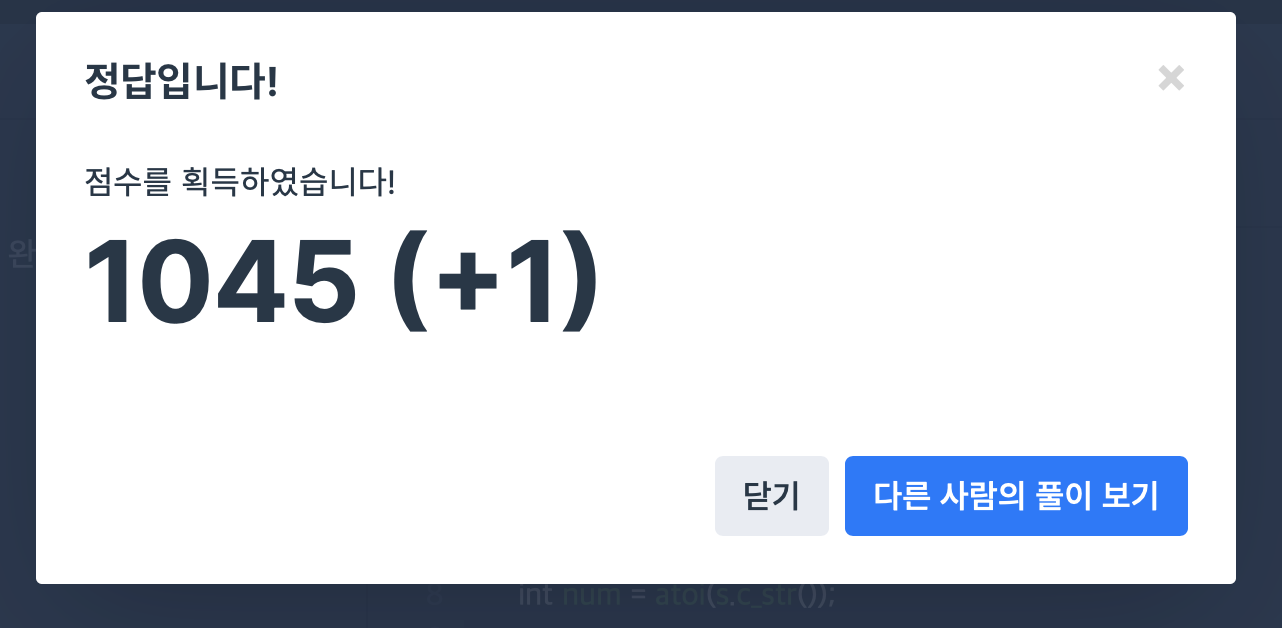 정답입니다!
점수를 획득하였습니다!
1045 (+1)
완
닫기
다른 사람의 풀이 보기
8 int num = atoi(s.c_str());